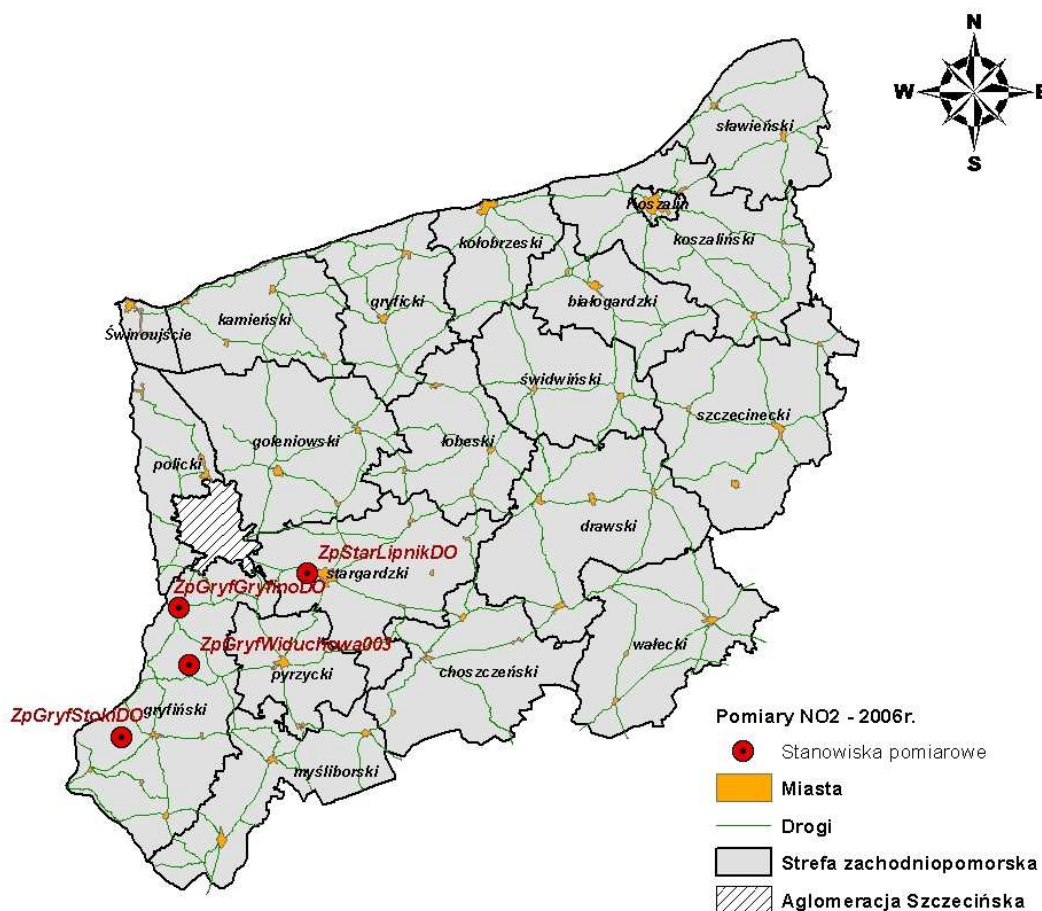 N
W E
S
sławieński
Koszalin
kołobrzeski
koszaliński
gryficki
białogardzki
kamieński
Świnoujście
świdwiński
szczecinecki
goleniowski
łobeski
policki
drawski
ZpStarLipnikDO
stargardzki
ZpGryfGryfinoDO
ZpGryfWiduchowa003
wałecki
choszczeński
pyrzycki
ZpGryfStokiDO
gryfiński
myśliborski
Pomiary NO2 - 2006r.
Stanowiska pomiarowe
Miasta
Drogi
Strefa zachodniopomorska
Aglomeracja Szczecińska